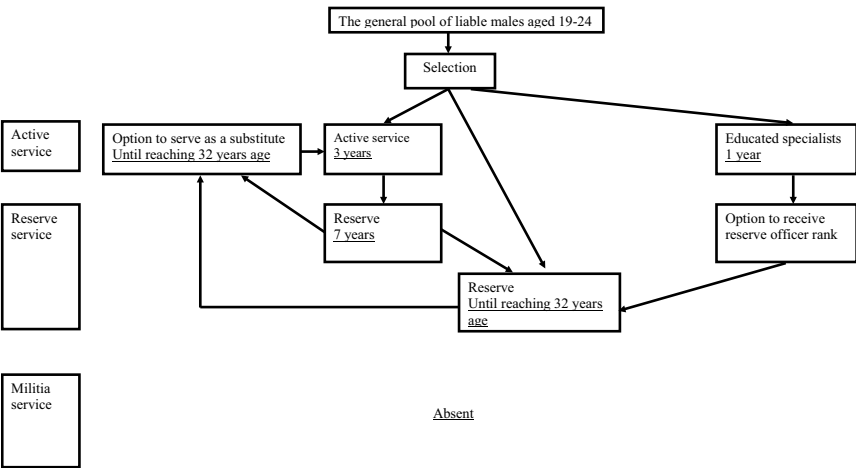 The general pool of liable males aged 19-24
Selection
Active
service
Option to serve as a substitute
Until reaching 32 years age
Active service
3 years
Educated specialists
1 year
Reserve
service
Reserve
7 years
Option to receive
reserve officer rank
Reserve
Until reaching 32 years
age
Militia
service
Absent